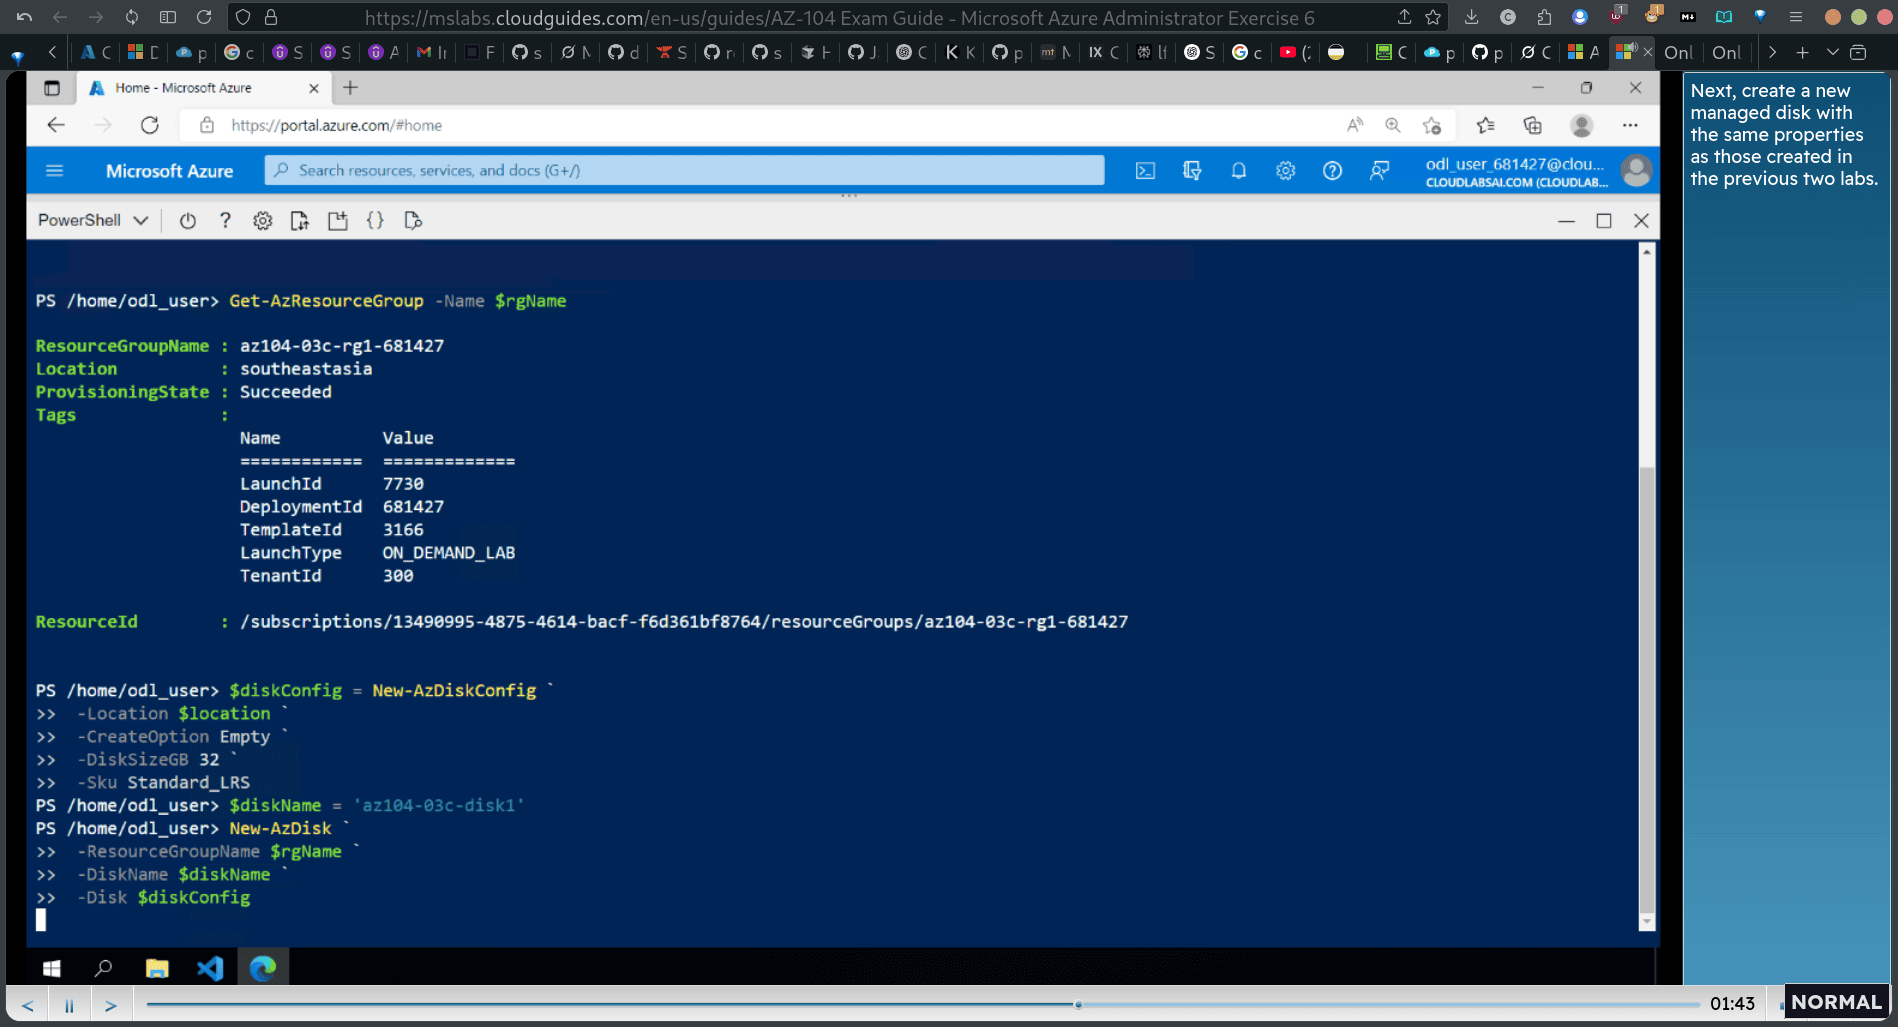 https://mslabs.cloudguides.com/en-us/guides/AZ-104 Exam Guide - Microsoft Azure Administrator Exercise 6
Onl
Onl
Home - Microsoft Azure
https://portal.azure.com/#home
Microsoft Azure
Search resources, services, and docs (G+/)
odl_user_681427@clou...
CLOUDLABSAI.COM (CLOUDLAB...
PowerShell
PS /home/odl_user> Get-AzResourceGroup -Name $rgName
ResourceGroupName : az104-03c-rg1-681427
Location : southeastasia
ProvisioningState : Succeeded
Tags :
Name Value
============ =============
LaunchId 7730
DeploymentId 681427
TemplateId 3166
LaunchType ON_DEMAND_LAB
TenantId 300
ResourceId : /subscriptions/13490995-4875-4614-bacf-f6d361bf8764/resourceGroups/az104-03c-rg1-681427
PS /home/odl_user> $diskConfig = New-AzDiskConfig `
>> -Location $location `
>> -CreateOption Empty `
>> -DiskSizeGB 32 `
>> -Sku Standard_LRS
PS /home/odl_user> $diskName = 'az104-03c-disk1'
PS /home/odl_user> New-AzDisk `
>> -ResourceGroupName $rgName `
>> -DiskName $diskName `
>> -Disk $diskConfig
Next, create a new
managed disk with
the same properties
as those created in
the previous two labs.
01:43
NORMAL